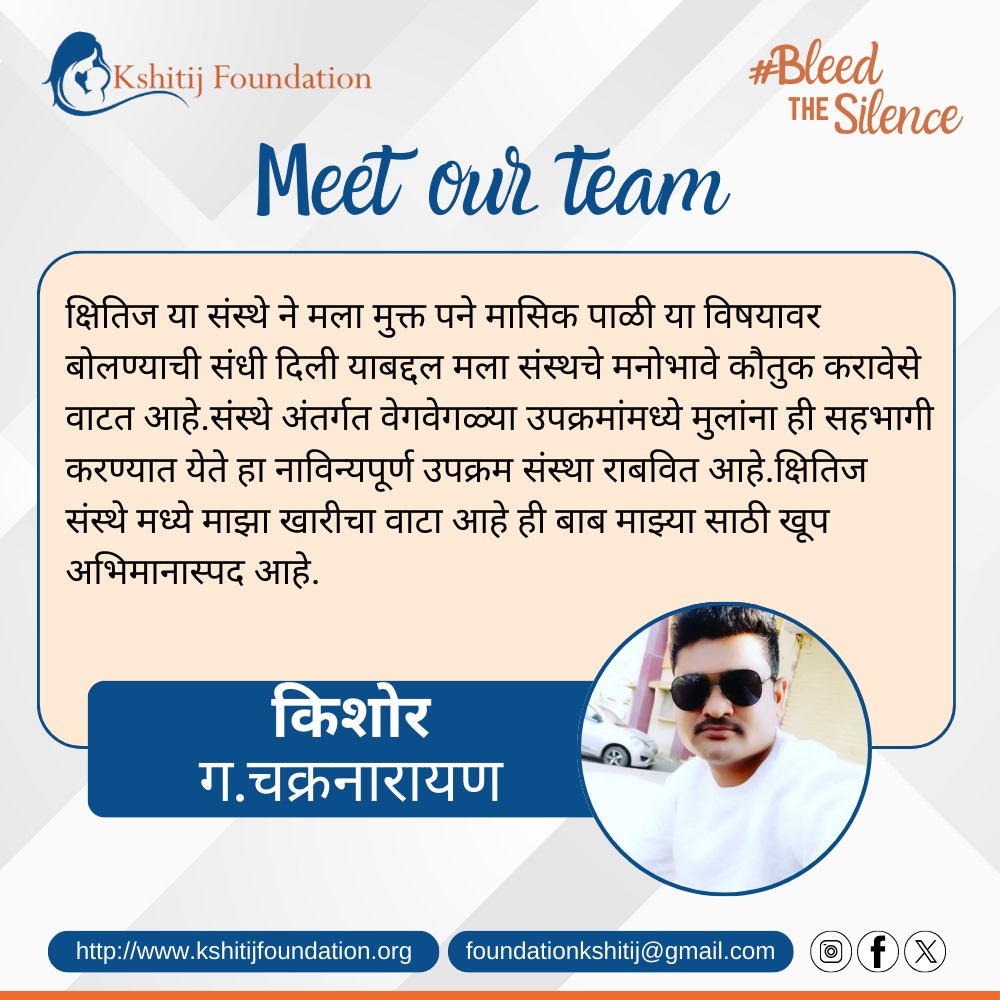 Kshitij Foundation
#Bleed
THE Silence
Meet our team
क्षितिज या संस्थे ने मला मुक्त पने मासिक पाळी या विषयावर
बोलण्याची संधी दिली याबद्दल मला संस्थचे मनोभावे कौतुक करावेसे
वाटत आहे.संस्थे अंतर्गत वेगवेगळ्या उपक्रमांमध्ये मुलांना ही सहभागी
करण्यात येते हा नाविन्यपूर्ण उपक्रम संस्था राबवित आहे.क्षितिज
संस्थे मध्ये माझा खारीचा वाटा आहे ही बाब माझ्या साठी खूप
अभिमानास्पद आहे.
किशोर
ग.चक्रनारायण
http://www.kshitijfoundation.org
foundationkshitij@gmail.com